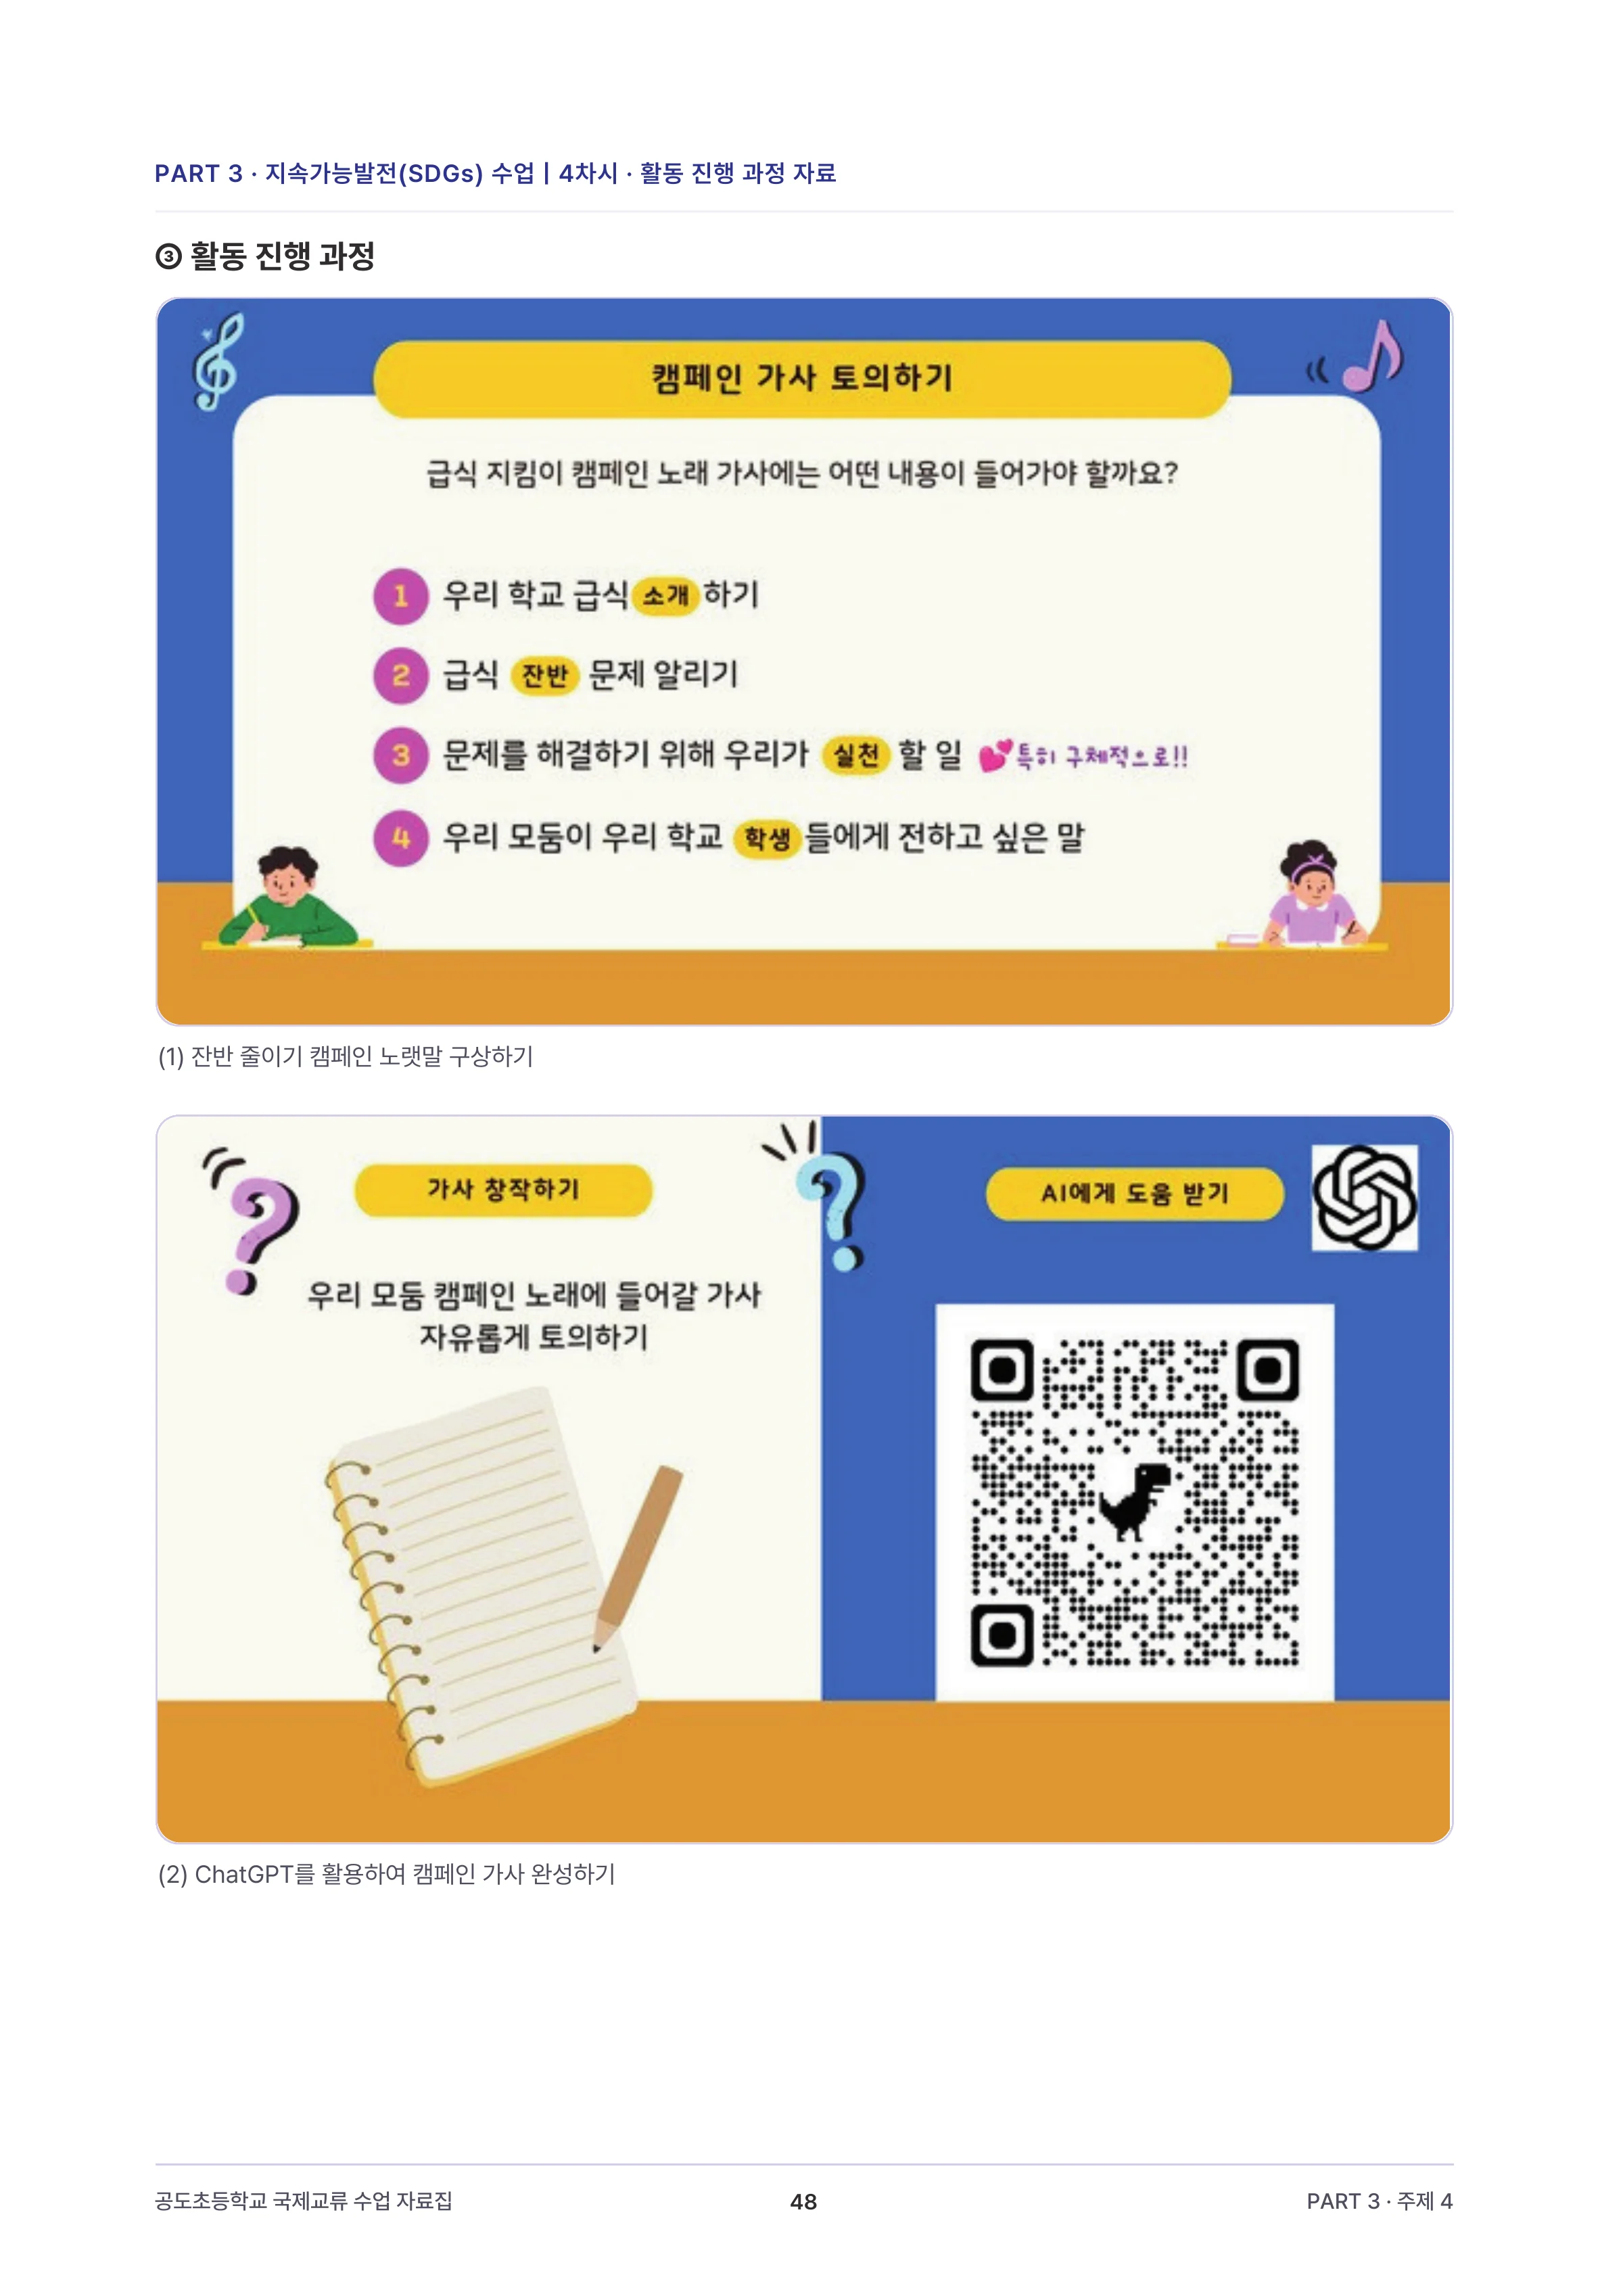 PART 3 · 지속가능발전(SDGs) 수업 | 4차시 · 활동 진행 과정 자료
③ 활동 진행 과정
캠페인 가사 토의하기
급식 지킴이 캠페인 노래 가사에는 어떤 내용이 들어가야 할까요?
1 우리 학교 급식 소개 하기
2 급식 잔반 문제 알리기
3 문제를 해결하기 위해 우리가 실천 할 일 💕특히 구체적으로!!
4 우리 모둠이 우리 학교 학생 들에게 전하고 싶은 말
(1) 잔반 줄이기 캠페인 노랫말 구상하기
가사 창작하기
우리 모둠 캠페인 노래에 들어갈 가사
자유롭게 토의하기
AI에게 도움 받기
(2) ChatGPT를 활용하여 캠페인 가사 완성하기
공도초등학교 국제교류 수업 자료집
48
PART 3 · 주제 4